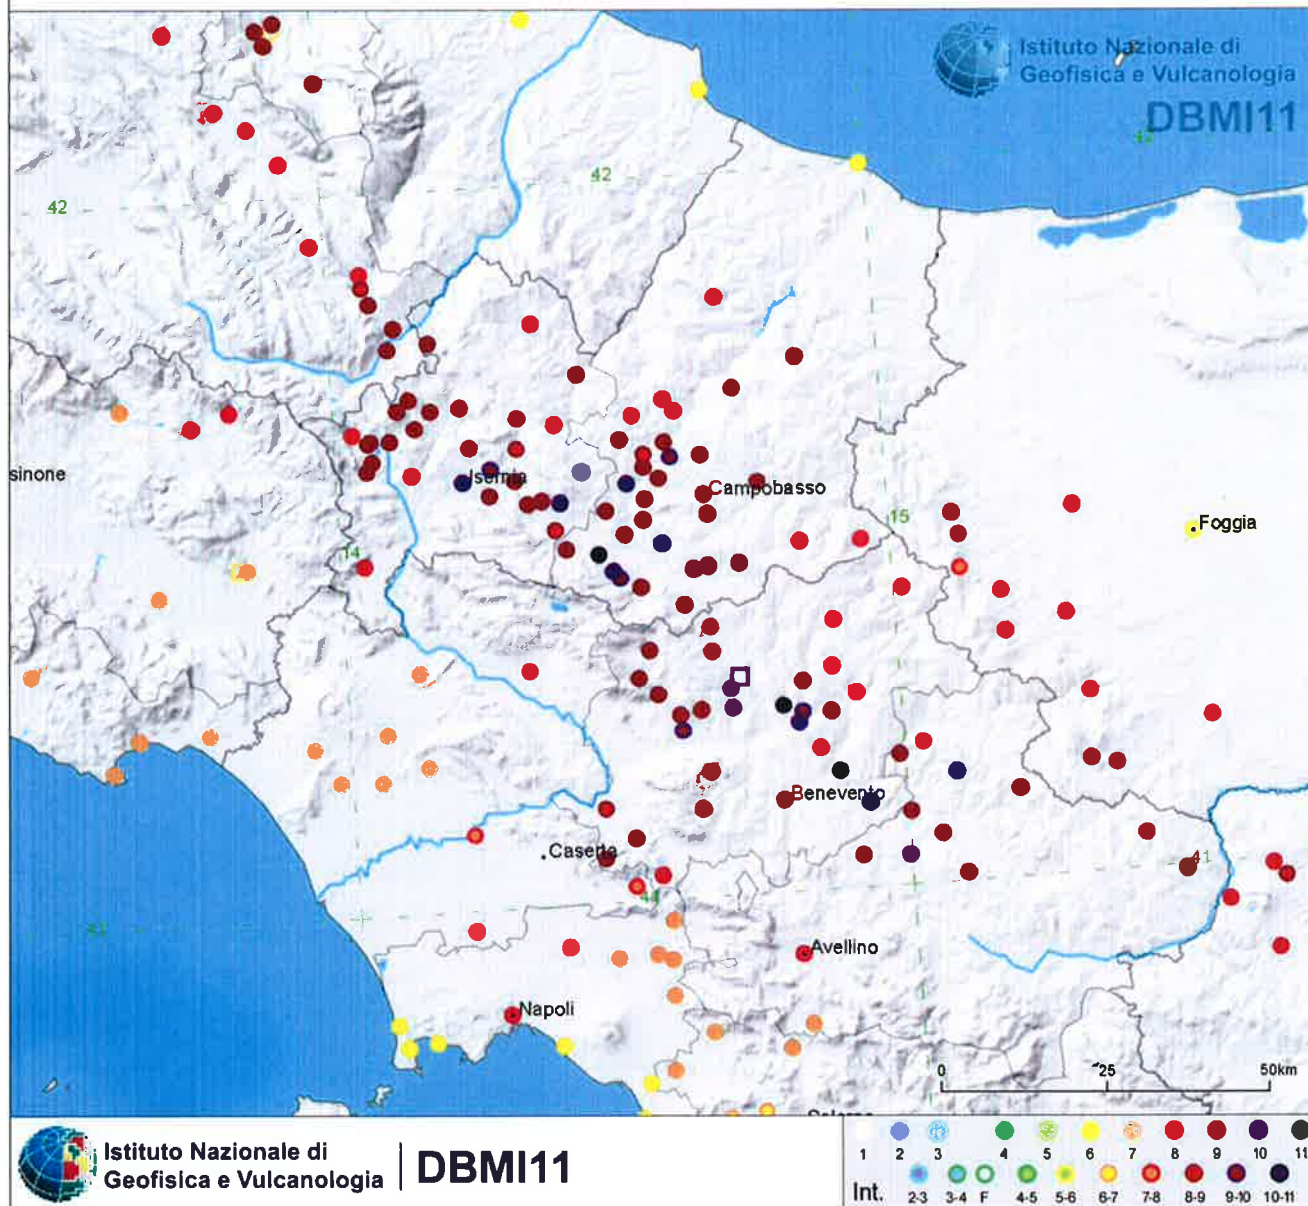 Istituto Nazionale di
Geofisica e Vulcanologia
DBMI11
42
42
42
sinone
Isernia
Campobasso
Foggia
15
14
Benevento
Caserta
41
41
Avellino
Napoli
0 25 50km
Salerno
Istituto Nazionale di
Geofisica e Vulcanologia
DBMI11
1 2 3 4 5 6 7 8 9 10 11
Int. 2-3 3-4 F 4-5 5-6 6-7 7-8 8-9 9-10 10-11